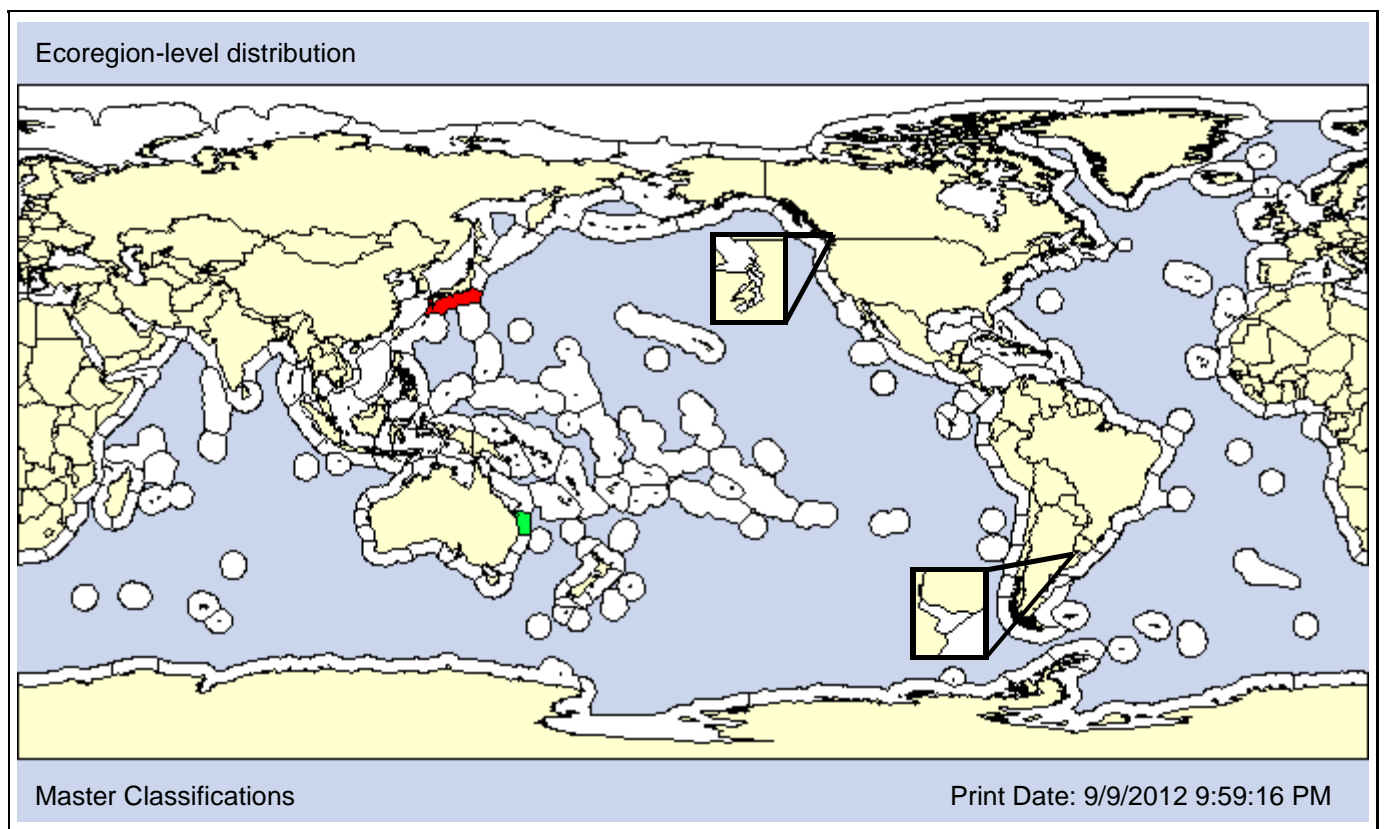 Ecoregion-level distribution
Master Classifications
Print Date: 9/9/2012 9:59:16 PM